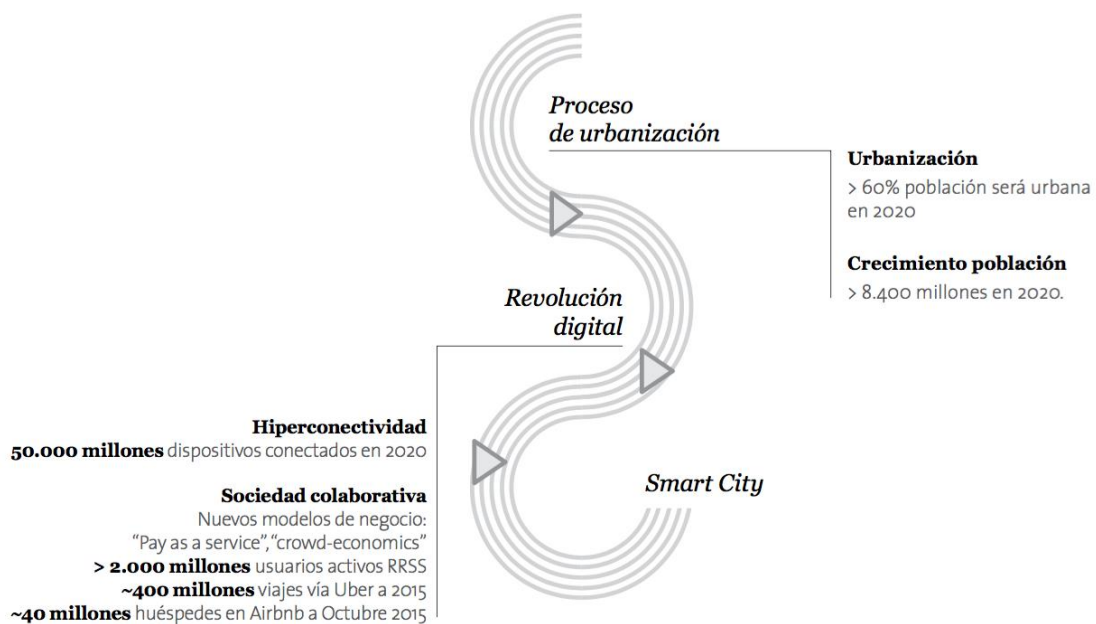 Proceso
de urbanización
Urbanización
> 60% población será urbana
en 2020
Crecimiento población
> 8.400 millones en 2020.
Revolución
digital
Hiperconectividad
50.000 millones dispositivos conectados en 2020
Sociedad colaborativa
Nuevos modelos de negocio:
“Pay as a service”,“crowd-economics”
> 2.000 millones usuarios activos RRSS
~400 millones viajes vía Uber a 2015
~40 millones huéspedes en Airbnb a Octubre 2015
Smart City